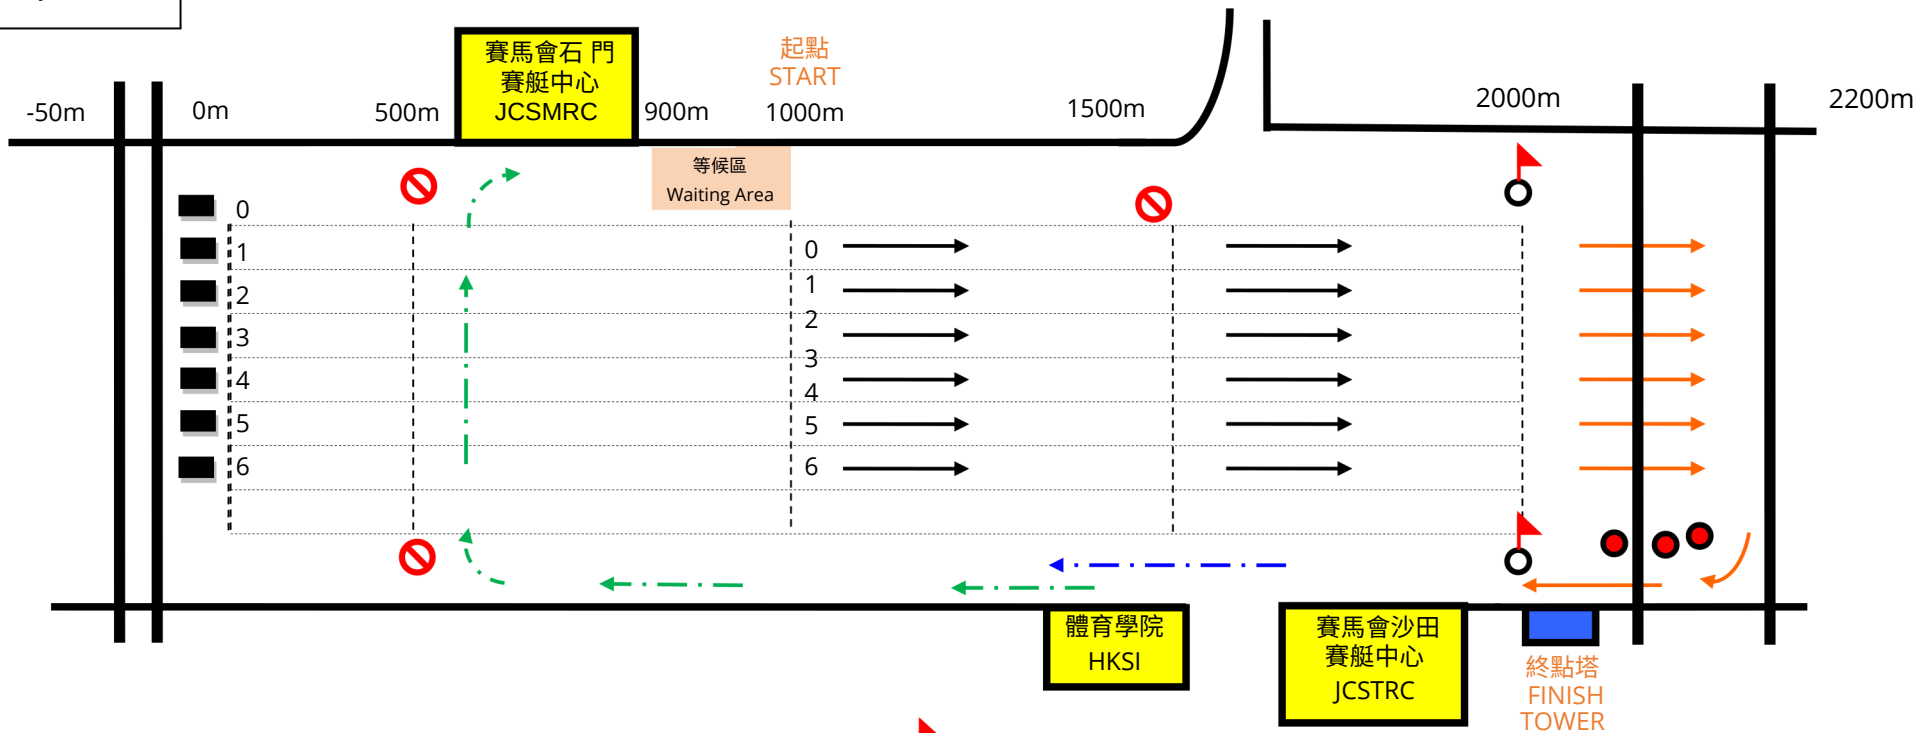 賽馬會石 門
賽艇中心
JCSMRC
起點
START
-50m
0m
500m
900m
1000m
1500m
2000m
2200m
等候區
Waiting Area
0
1
2
3
4
5
6
0
1
2
3
4
5
6
體育學院
HKSI
賽馬會沙田
賽艇中心
JCSTRC
終點塔
FINISH
TOWER